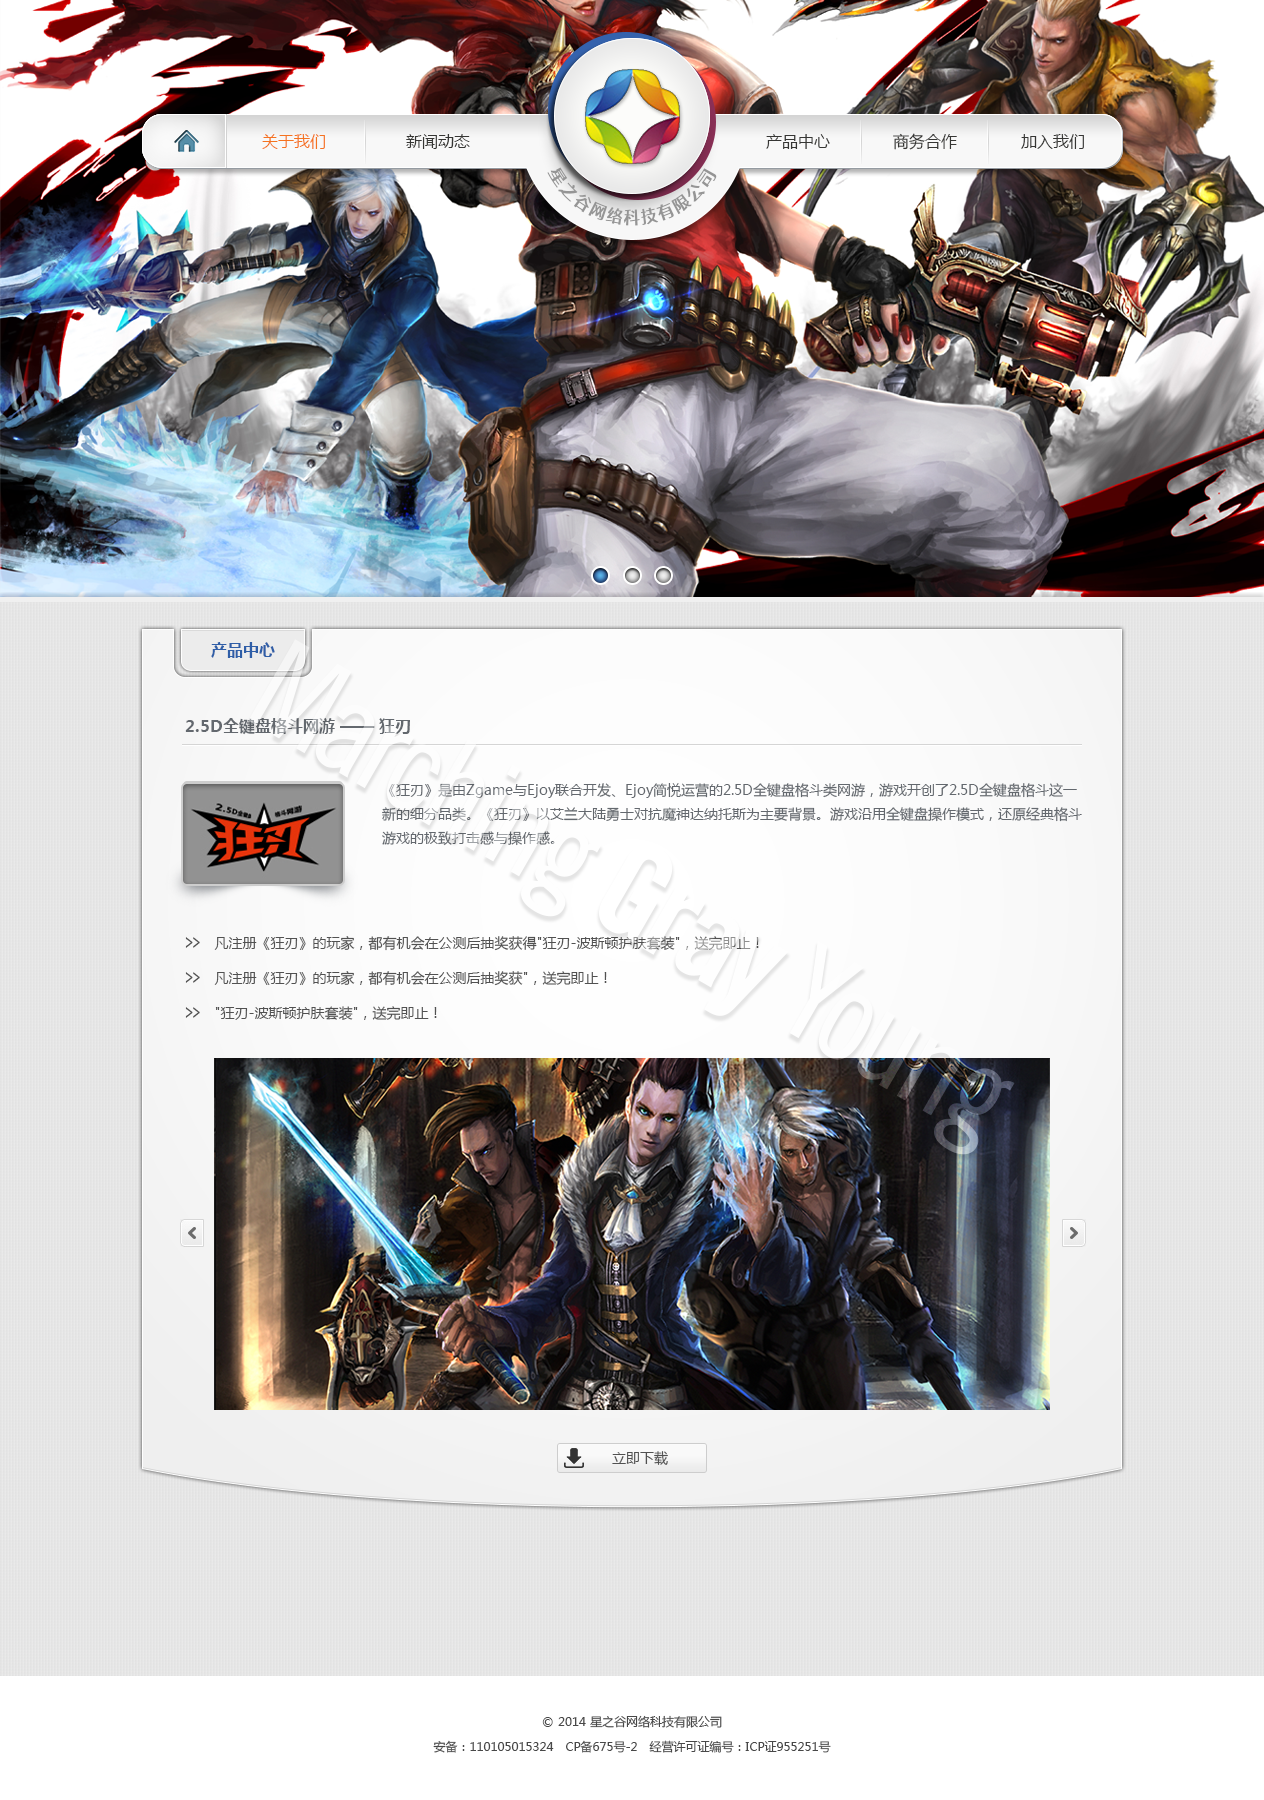 关于我们
新闻动态
产品中心
商务合作
加入我们
星之谷网络科技有限公司
产品中心
2.5D全键盘格斗网游 —— 狂刃
2.5D全键盘 格斗网游
狂刃
《狂刃》是由Zgame与Ejoy联合开发、Ejoy简悦运营的2.5D全键盘格斗类网游，游戏开创了2.5D全键盘格斗这一
新的细分品类。《狂刃》以艾兰大陆勇士对抗魔神达纳托斯为主要背景。游戏沿用全键盘操作模式，还原经典格斗
游戏的极致打击感与操作感。
>> 凡注册《狂刃》的玩家，都有机会在公测后抽奖获得"狂刃-波斯顿护肤套装"，送完即止！
>> 凡注册《狂刃》的玩家，都有机会在公测后抽奖获"，送完即止！
>> "狂刃-波斯顿护肤套装"，送完即止！
Marching Gray Young
立即下载
© 2014 星之谷网络科技有限公司
安备：110105015324 CP备675号-2 经营许可证编号：ICP证955251号